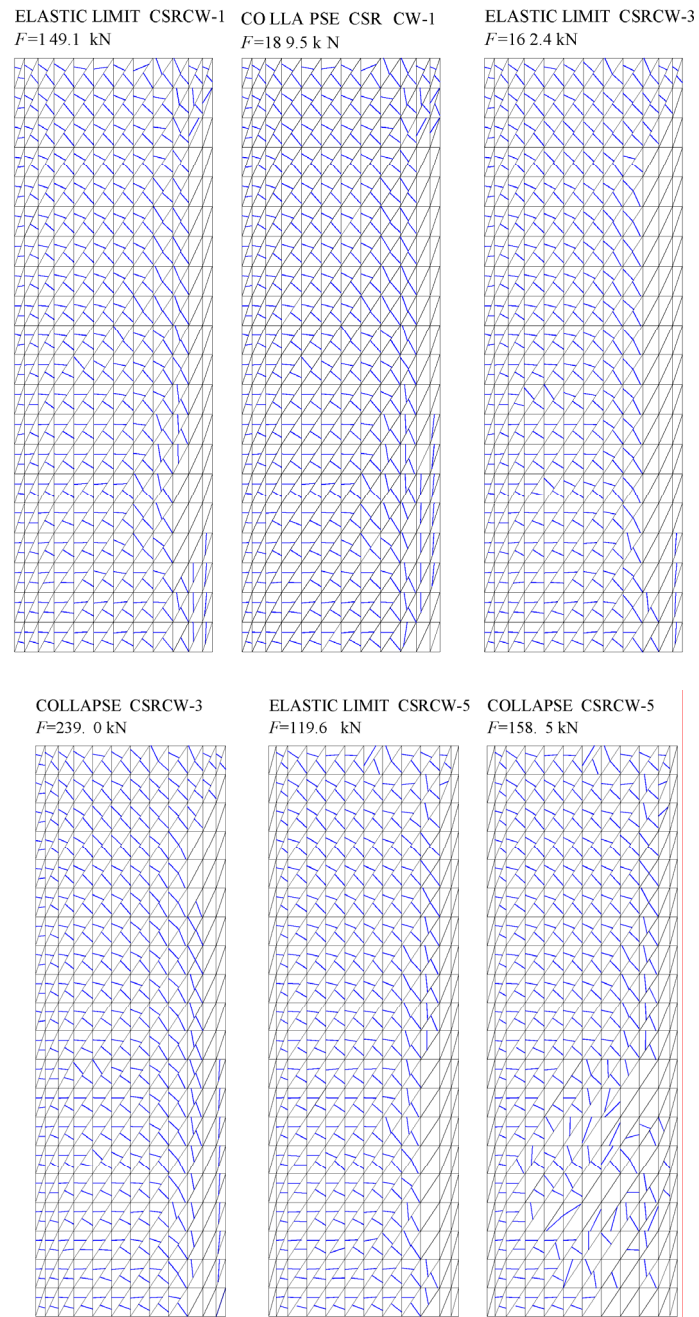 ELASTIC LIMIT CSRCW-1
F=1 49.1 kN
CO LLA PSE CSR CW-1
F=18 9.5 k N
ELASTIC LIMIT CSRCW-3
F=16 2.4 kN
COLLAPSE CSRCW-3
F=239. 0 kN
ELASTIC LIMIT CSRCW-5
F=119.6 kN
COLLAPSE CSRCW-5
F=158. 5 kN